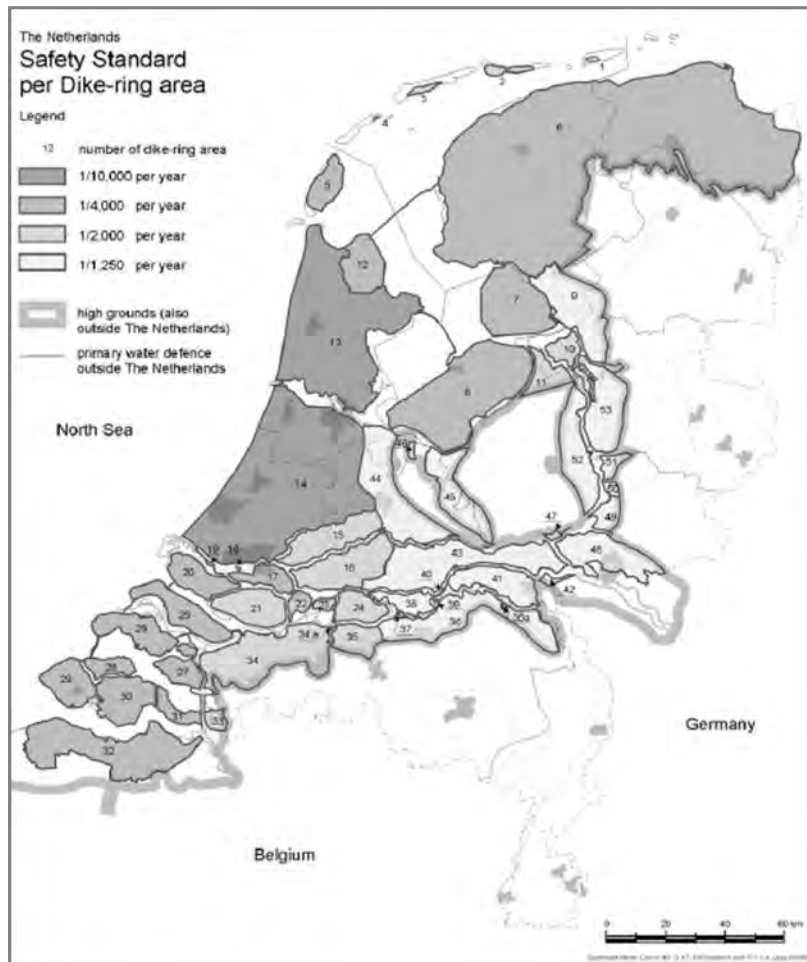 The Netherlands
Safety Standard
per Dike-ring area
Legend
12 number of dike-ring area
1/10,000 per year
1/4,000 per year
1/2,000 per year
1/1,250 per year
high grounds (also
outside The Netherlands)
primary water defence
outside The Netherlands
North Sea
Germany
Belgium
1
2
3
4
5
6
12
7
9
13
10
8
11
53
14
44
45
52
51
47
49
15
48
16
43
17
20
40
41
42
21
22
24
38
39
25
37
36
26
34
35
27
28
29
30
31
33
32
0 20 40 60 km